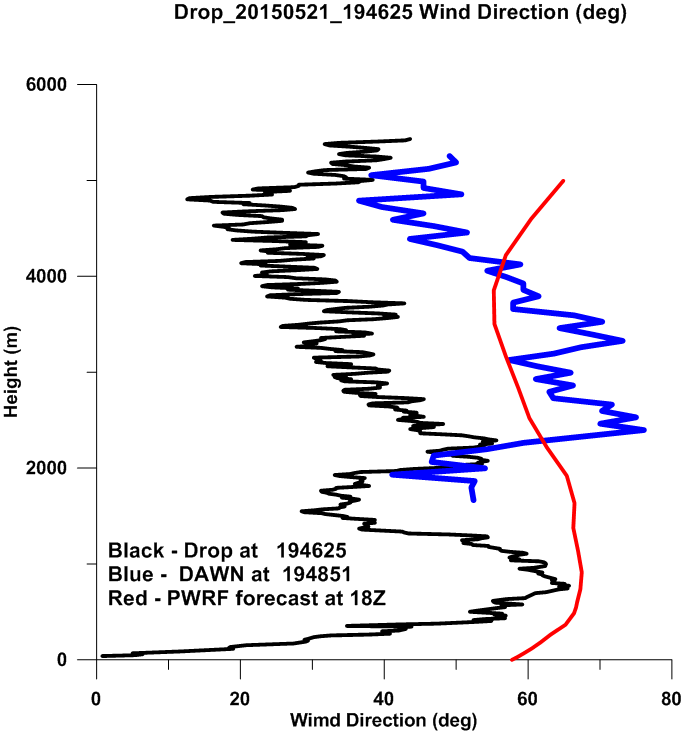 Drop_20150521_194625 Wind Direction (deg)
6000
4000
Height (m)
2000
Black - Drop at 194625
Blue - DAWN at 194851
Red - PWRF forecast at 18Z
0
0 20 40 60 80
Wimd Direction (deg)